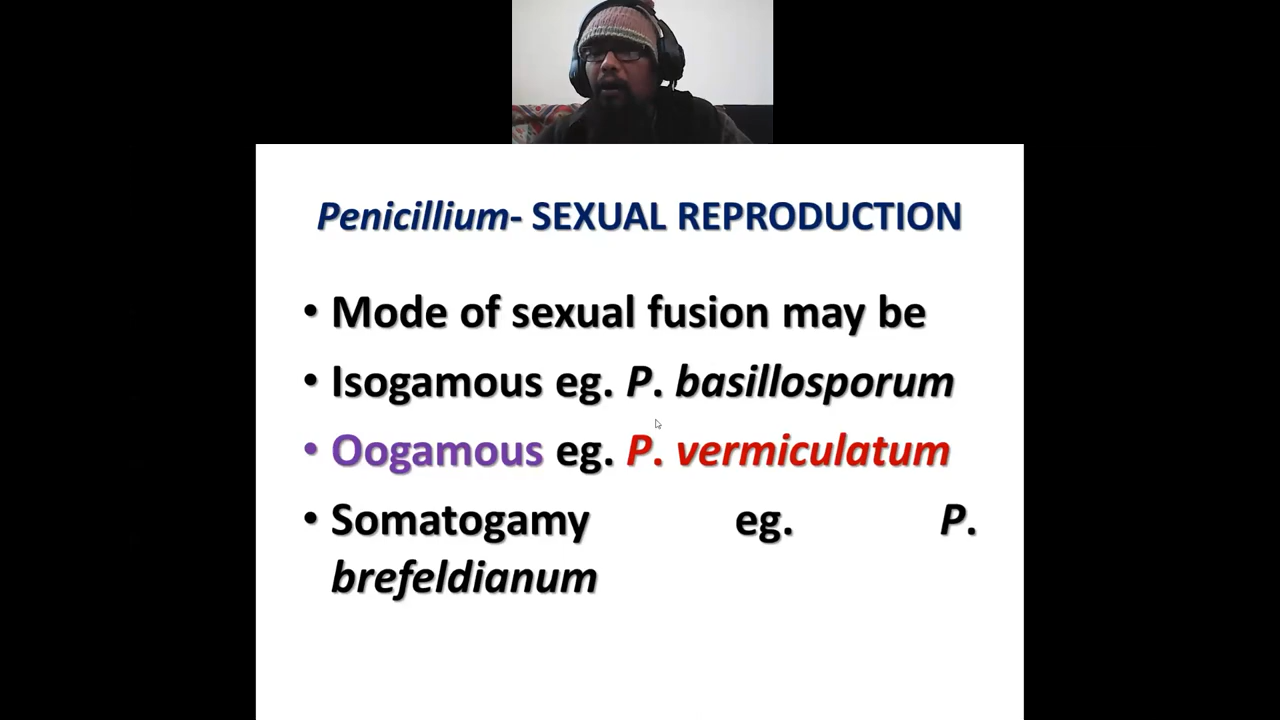 Penicillium- SEXUAL REPRODUCTION
• Mode of sexual fusion may be
• Isogamous eg. P. basillosporum
• Oogamous eg. P. vermiculatum
• Somatogamy eg. P.
brefeldianum